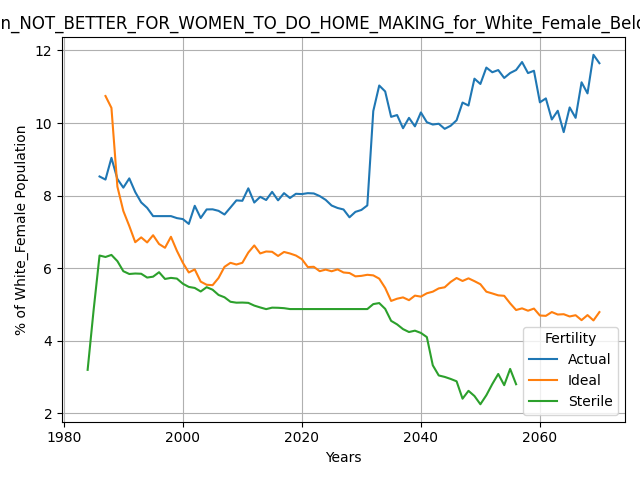 n_NOT_BETTER_FOR_WOMEN_TO_DO_HOME_MAKING_for_White_Female_Belo
% of White_Female Population
12
10
8
6
4
2
1980
2000
2020
2040
2060
Years
Fertility
Actual
Ideal
Sterile